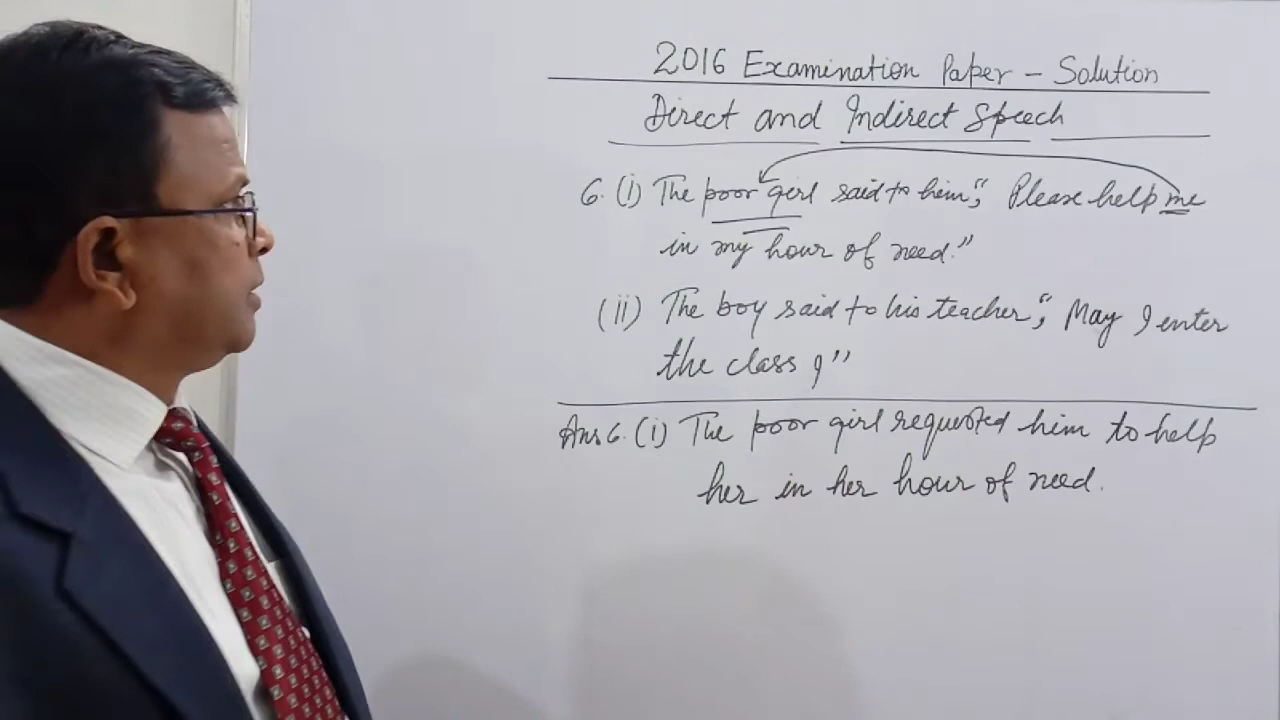 2016 Examination Paper - Solution
Direct and Indirect Speech
6. (i) The poor girl said to him, “Please help me
in my hour of need.”
(ii) The boy said to his teacher, “May I enter
the class?”
Ans 6. (i) The poor girl requested him to help
her in her hour of need.